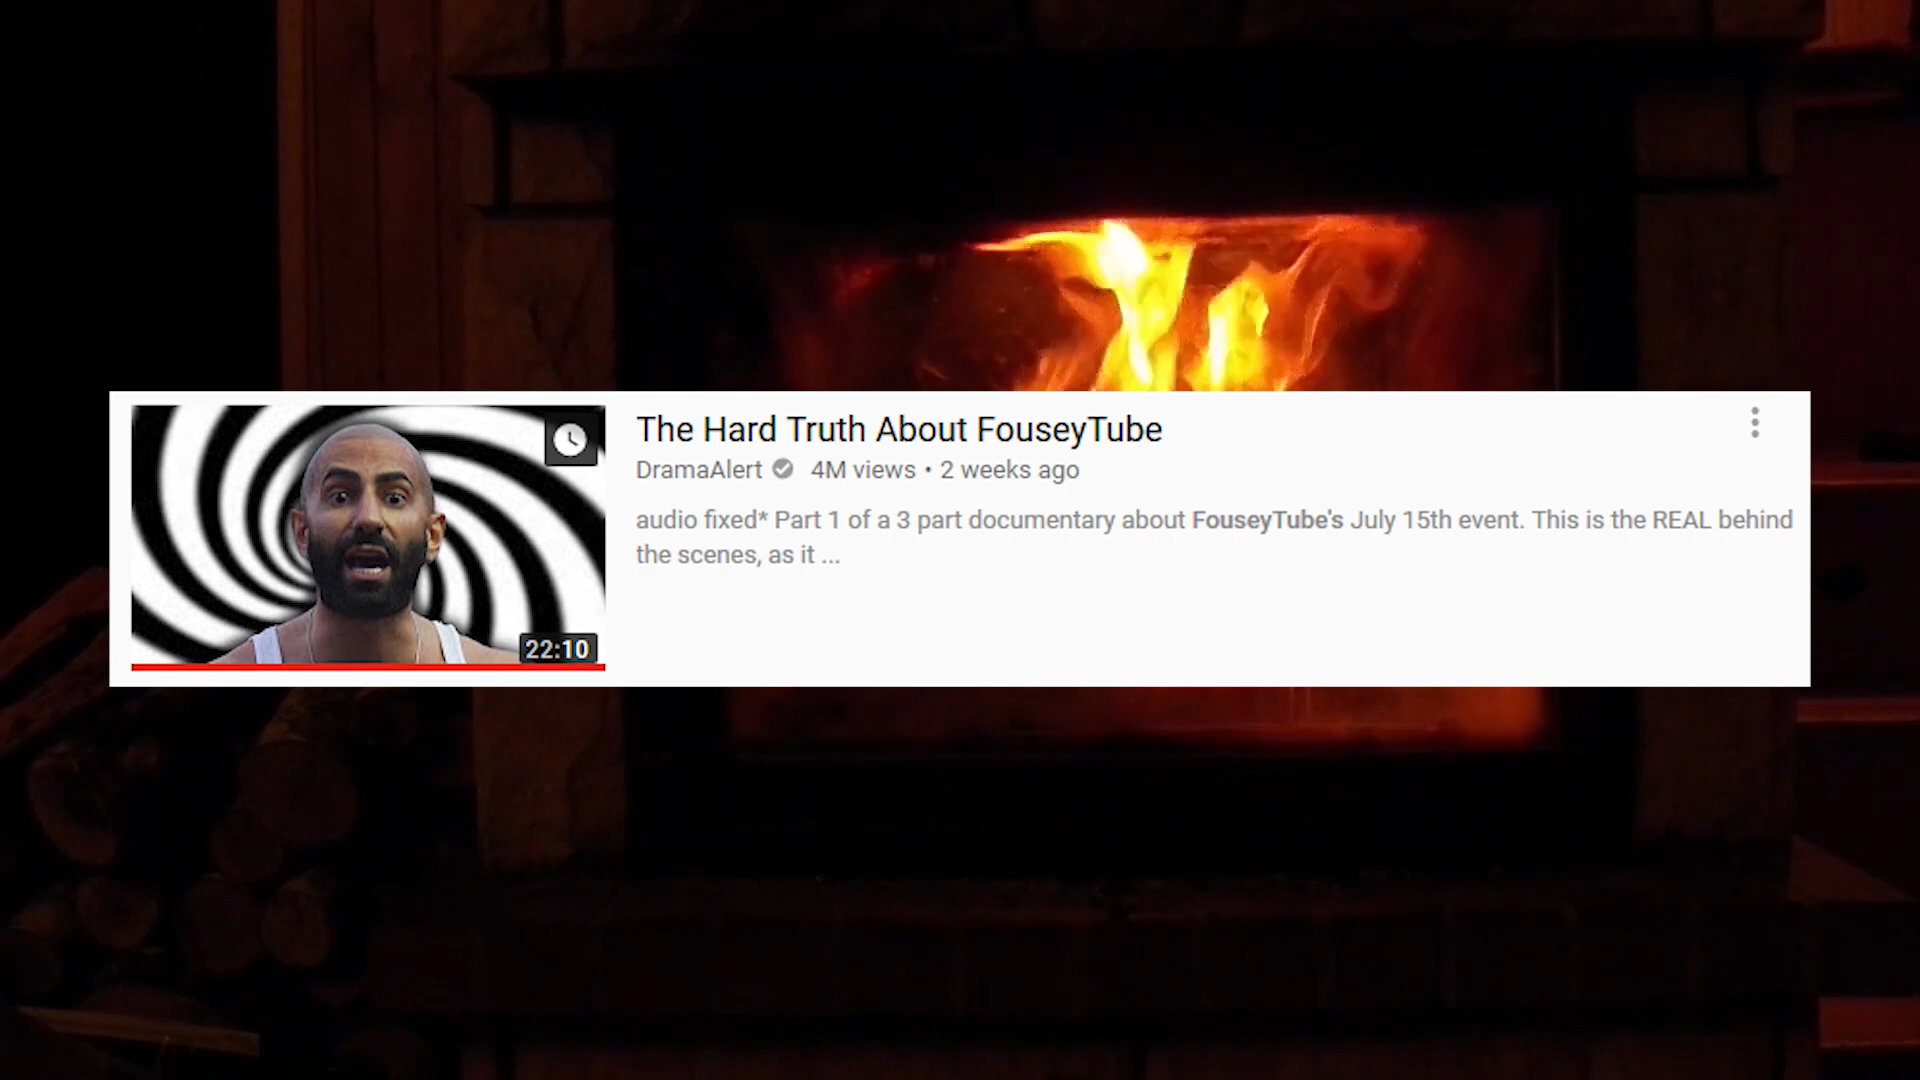 The Hard Truth About FouseyTube
DramaAlert 4M views • 2 weeks ago
audio fixed* Part 1 of a 3 part documentary about FouseyTube's July 15th event. This is the REAL behind
the scenes, as it ...
22:10